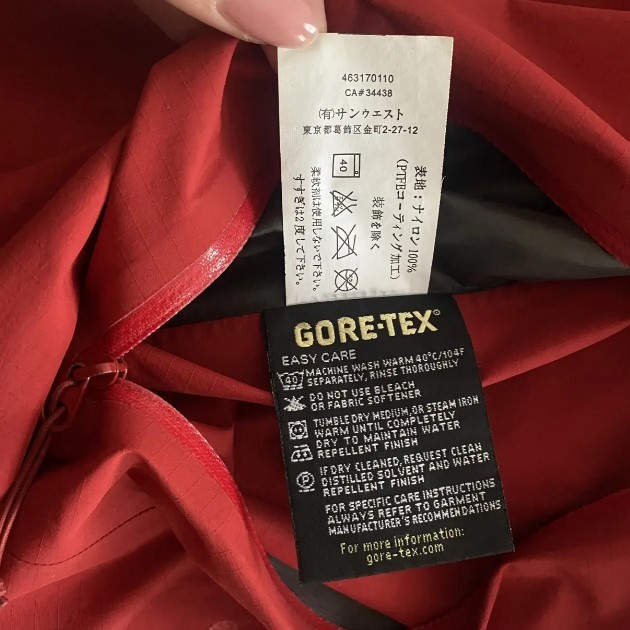 463170110
CA#34438
(有)サンウエスト
東京都葛飾区金町2-27-12
表地：ナイロン100%
(PTFEコーティング加工)
装飾を除く
40
柔軟剤は使用しないで下さい。
すすぎは2度して下さい。
GORE-TEX®
EASY CARE
40
MACHINE WASH WARM 40°C/104F
SEPARATELY, RINSE THOROUGHLY
DO NOT USE BLEACH
OR FABRIC SOFTENER
TUMBLE DRY MEDIUM, OR STEAM IRON
WARM UNTIL COMPLETELY
DRY TO MAINTAIN WATER
REPELLENT FINISH
P
IF DRY CLEANED, REQUEST CLEAN
DISTILLED SOLVENT AND WATER
REPELLENT FINISH
FOR SPECIFIC CARE INSTRUCTIONS
ALWAYS REFER TO GARMENT
MANUFACTURER'S RECOMMENDATIONS
For more information:
gore-tex.com